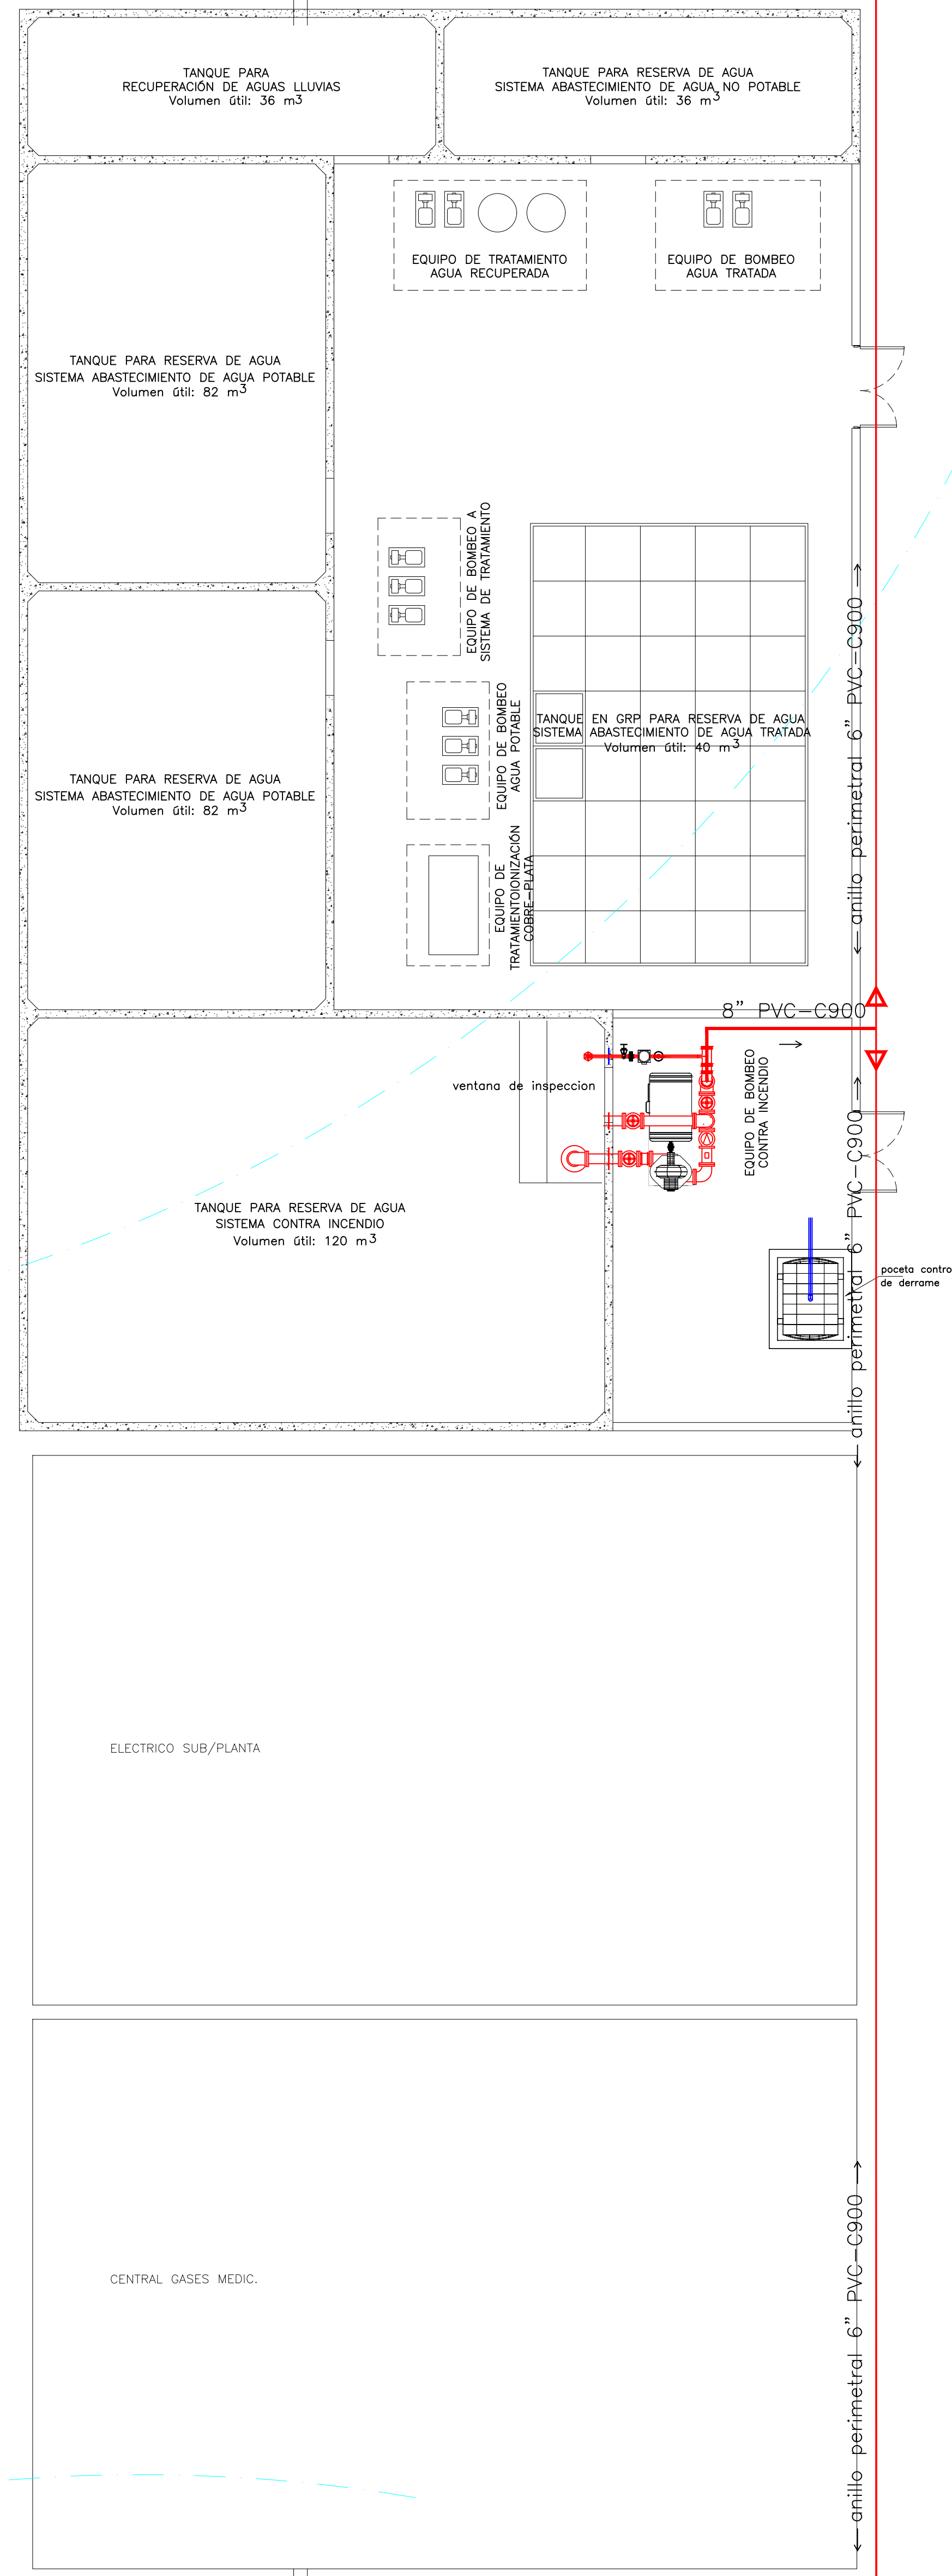 TANQUE PARA
RECUPERACIÓN DE AGUAS LLUVIAS
Volumen útil: 36 m3
TANQUE PARA RESERVA DE AGUA
SISTEMA ABASTECIMIENTO DE AGUA NO POTABLE
Volumen útil: 36 m3
EQUIPO DE TRATAMIENTO
AGUA RECUPERADA
EQUIPO DE BOMBEO
AGUA TRATADA
TANQUE PARA RESERVA DE AGUA
SISTEMA ABASTECIMIENTO DE AGUA POTABLE
Volumen útil: 82 m3
EQUIPO DE BOMBEO A
SISTEMA DE TRATAMIENTO
EQUIPO DE BOMBEO
AGUA POTABLE
TANQUE EN GRP PARA RESERVA DE AGUA
SISTEMA ABASTECIMIENTO DE AGUA TRATADA
Volumen útil: 40 m3
anillo perimetral 6" PVC-C900
TANQUE PARA RESERVA DE AGUA
SISTEMA ABASTECIMIENTO DE AGUA POTABLE
Volumen útil: 82 m3
EQUIPO DE
TRATAMIENTOIONIZACIÓN
COBRE-PLATA
8" PVC-C900
ventana de inspeccion
EQUIPO DE BOMBEO
CONTRA INCENDIO
TANQUE PARA RESERVA DE AGUA
SISTEMA CONTRA INCENDIO
Volumen útil: 120 m3
anillo perimetral 6" PVC-C900
poceta contro
de derrame
ELECTRICO SUB/PLANTA
CENTRAL GASES MEDIC.
anillo perimetral 6" PVC-C900